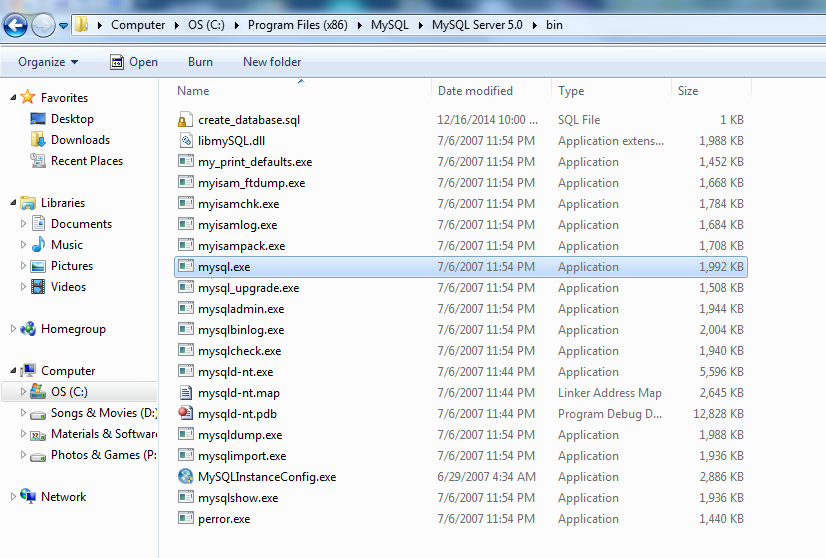 Computer OS (C:) Program Files (x86) MySQL MySQL Server 5.0 bin
Organize Open Burn New folder
Name Date modified Type Size
Favorites
Desktop
Downloads
Recent Places
Libraries
Documents
Music
Pictures
Videos
Homegroup
Computer
OS (C:)
Songs & Movies (D:)
Materials & Softwar
Photos & Games (P:
Network
create_database.sql 12/16/2014 10:00 ... SQL File 1 KB
libmySQL.dll 7/6/2007 11:54 PM Application extens... 1,988 KB
my_print_defaults.exe 7/6/2007 11:54 PM Application 1,452 KB
myisam_ftdump.exe 7/6/2007 11:54 PM Application 1,668 KB
myisamchk.exe 7/6/2007 11:54 PM Application 1,784 KB
myisamlog.exe 7/6/2007 11:54 PM Application 1,684 KB
myisampack.exe 7/6/2007 11:54 PM Application 1,708 KB
mysql.exe 7/6/2007 11:54 PM Application 1,992 KB
mysql_upgrade.exe 7/6/2007 11:54 PM Application 1,508 KB
mysqladmin.exe 7/6/2007 11:54 PM Application 1,944 KB
mysqlbinlog.exe 7/6/2007 11:54 PM Application 2,004 KB
mysqlcheck.exe 7/6/2007 11:54 PM Application 1,940 KB
mysqld-nt.exe 7/6/2007 11:44 PM Application 5,596 KB
mysqld-nt.map 7/6/2007 11:44 PM Linker Address Map 2,645 KB
mysqld-nt.pdb 7/6/2007 11:44 PM Program Debug D... 12,828 KB
mysqldump.exe 7/6/2007 11:54 PM Application 1,988 KB
mysqlimport.exe 7/6/2007 11:54 PM Application 1,936 KB
MySQLInstanceConfig.exe 6/29/2007 4:34 AM Application 2,886 KB
mysqlshow.exe 7/6/2007 11:54 PM Application 1,936 KB
perror.exe 7/6/2007 11:54 PM Application 1,440 KB